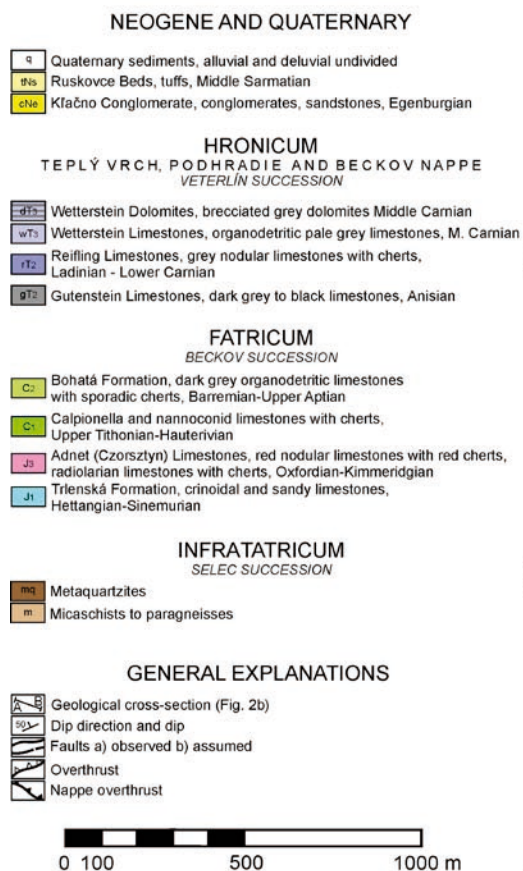 NEOGENE AND QUATERNARY
q Quaternary sediments, alluvial and deluvial undivided
tNs Ruskovce Beds, tuffs, Middle Sarmatian
cNe Kľačno Conglomerate, conglomerates, sandstones, Egenburgian
HRONICUM
TEPLÝ VRCH, PODHRADIE AND BECKOV NAPPE
VETERLÍN SUCCESSION
dT3 Wetterstein Dolomites, brecciated grey dolomites Middle Carnian
wT3 Wetterstein Limestones, organodetritic pale grey limestones, M. Carnian
rT2 Reifling Limestones, grey nodular limestones with cherts,
Ladinian - Lower Carnian
gT2 Gutenstein Limestones, dark grey to black limestones, Anisian
FATRICUM
BECKOV SUCCESSION
C2 Bohatá Formation, dark grey organodetritic limestones
with sporadic cherts, Barremian-Upper Aptian
C1 Calpionella and nannoconid limestones with cherts,
Upper Tithonian-Hauterivian
J3 Adnet (Czorsztyn) Limestones, red nodular limestones with red cherts,
radiolarian limestones with cherts, Oxfordian-Kimmeridgian
J1 Trlenská Formation, crinoidal and sandy limestones,
Hettangian-Sinemurian
INFRATATRICUM
SELEC SUCCESSION
mq Metaquartzites
m Micaschists to paragneisses
GENERAL EXPLANATIONS
A B Geological cross-section (Fig. 2b)
50 Dip direction and dip
Faults a) observed b) assumed
Overthrust
Nappe overthrust
0 100 500 1000 m